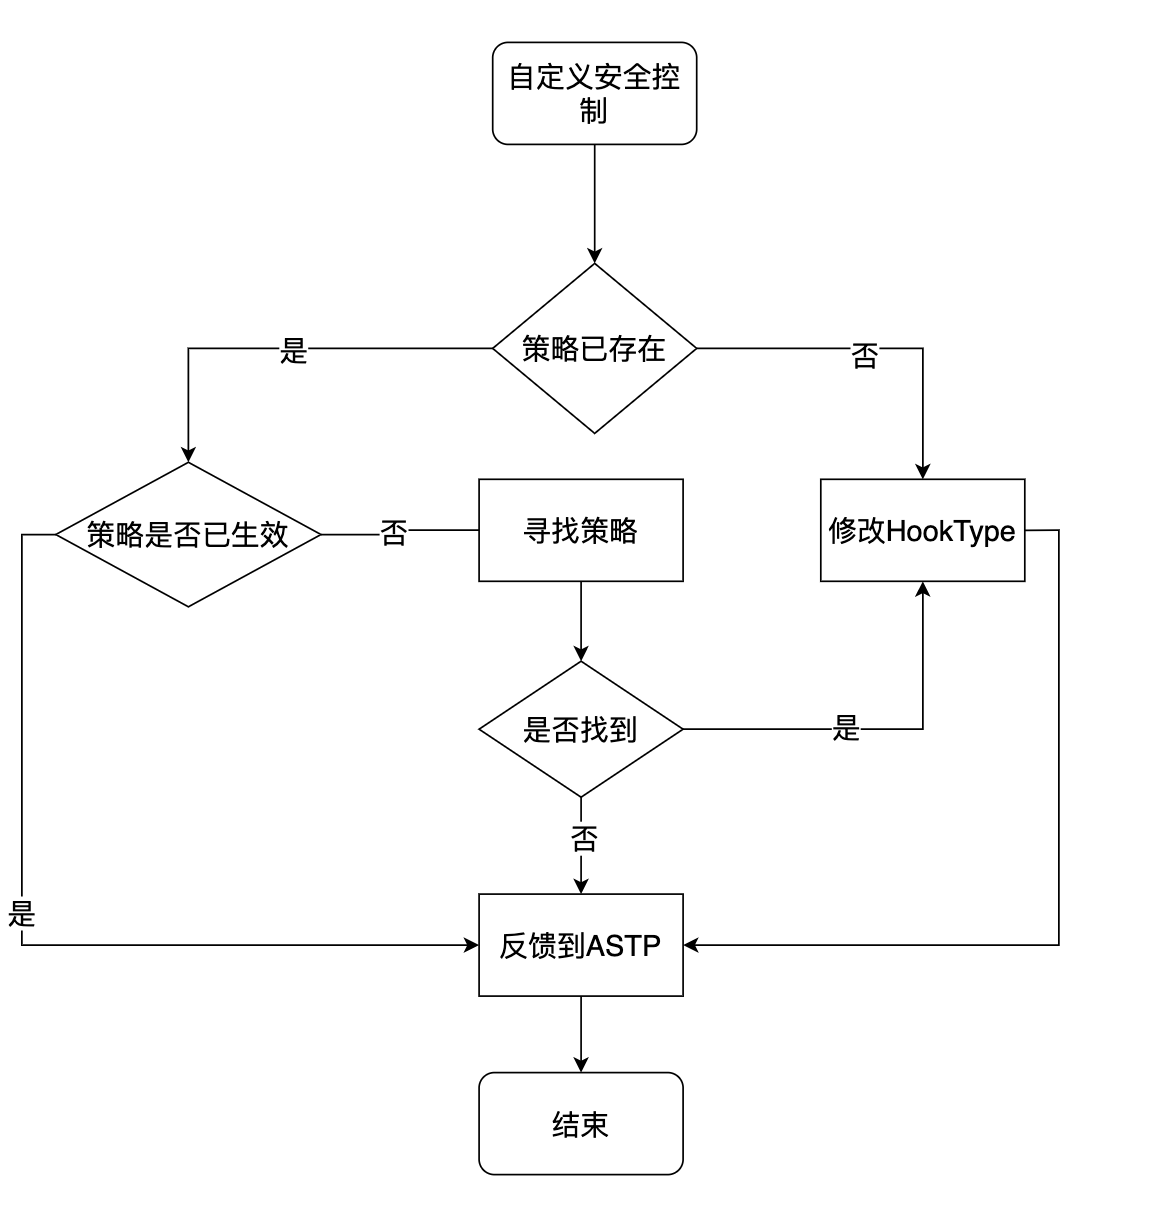 自定义安全控
制
策略已存在
是
否
策略是否已生效
否
寻找策略
修改HookType
是否找到
是
否
是
反馈到ASTP
结束